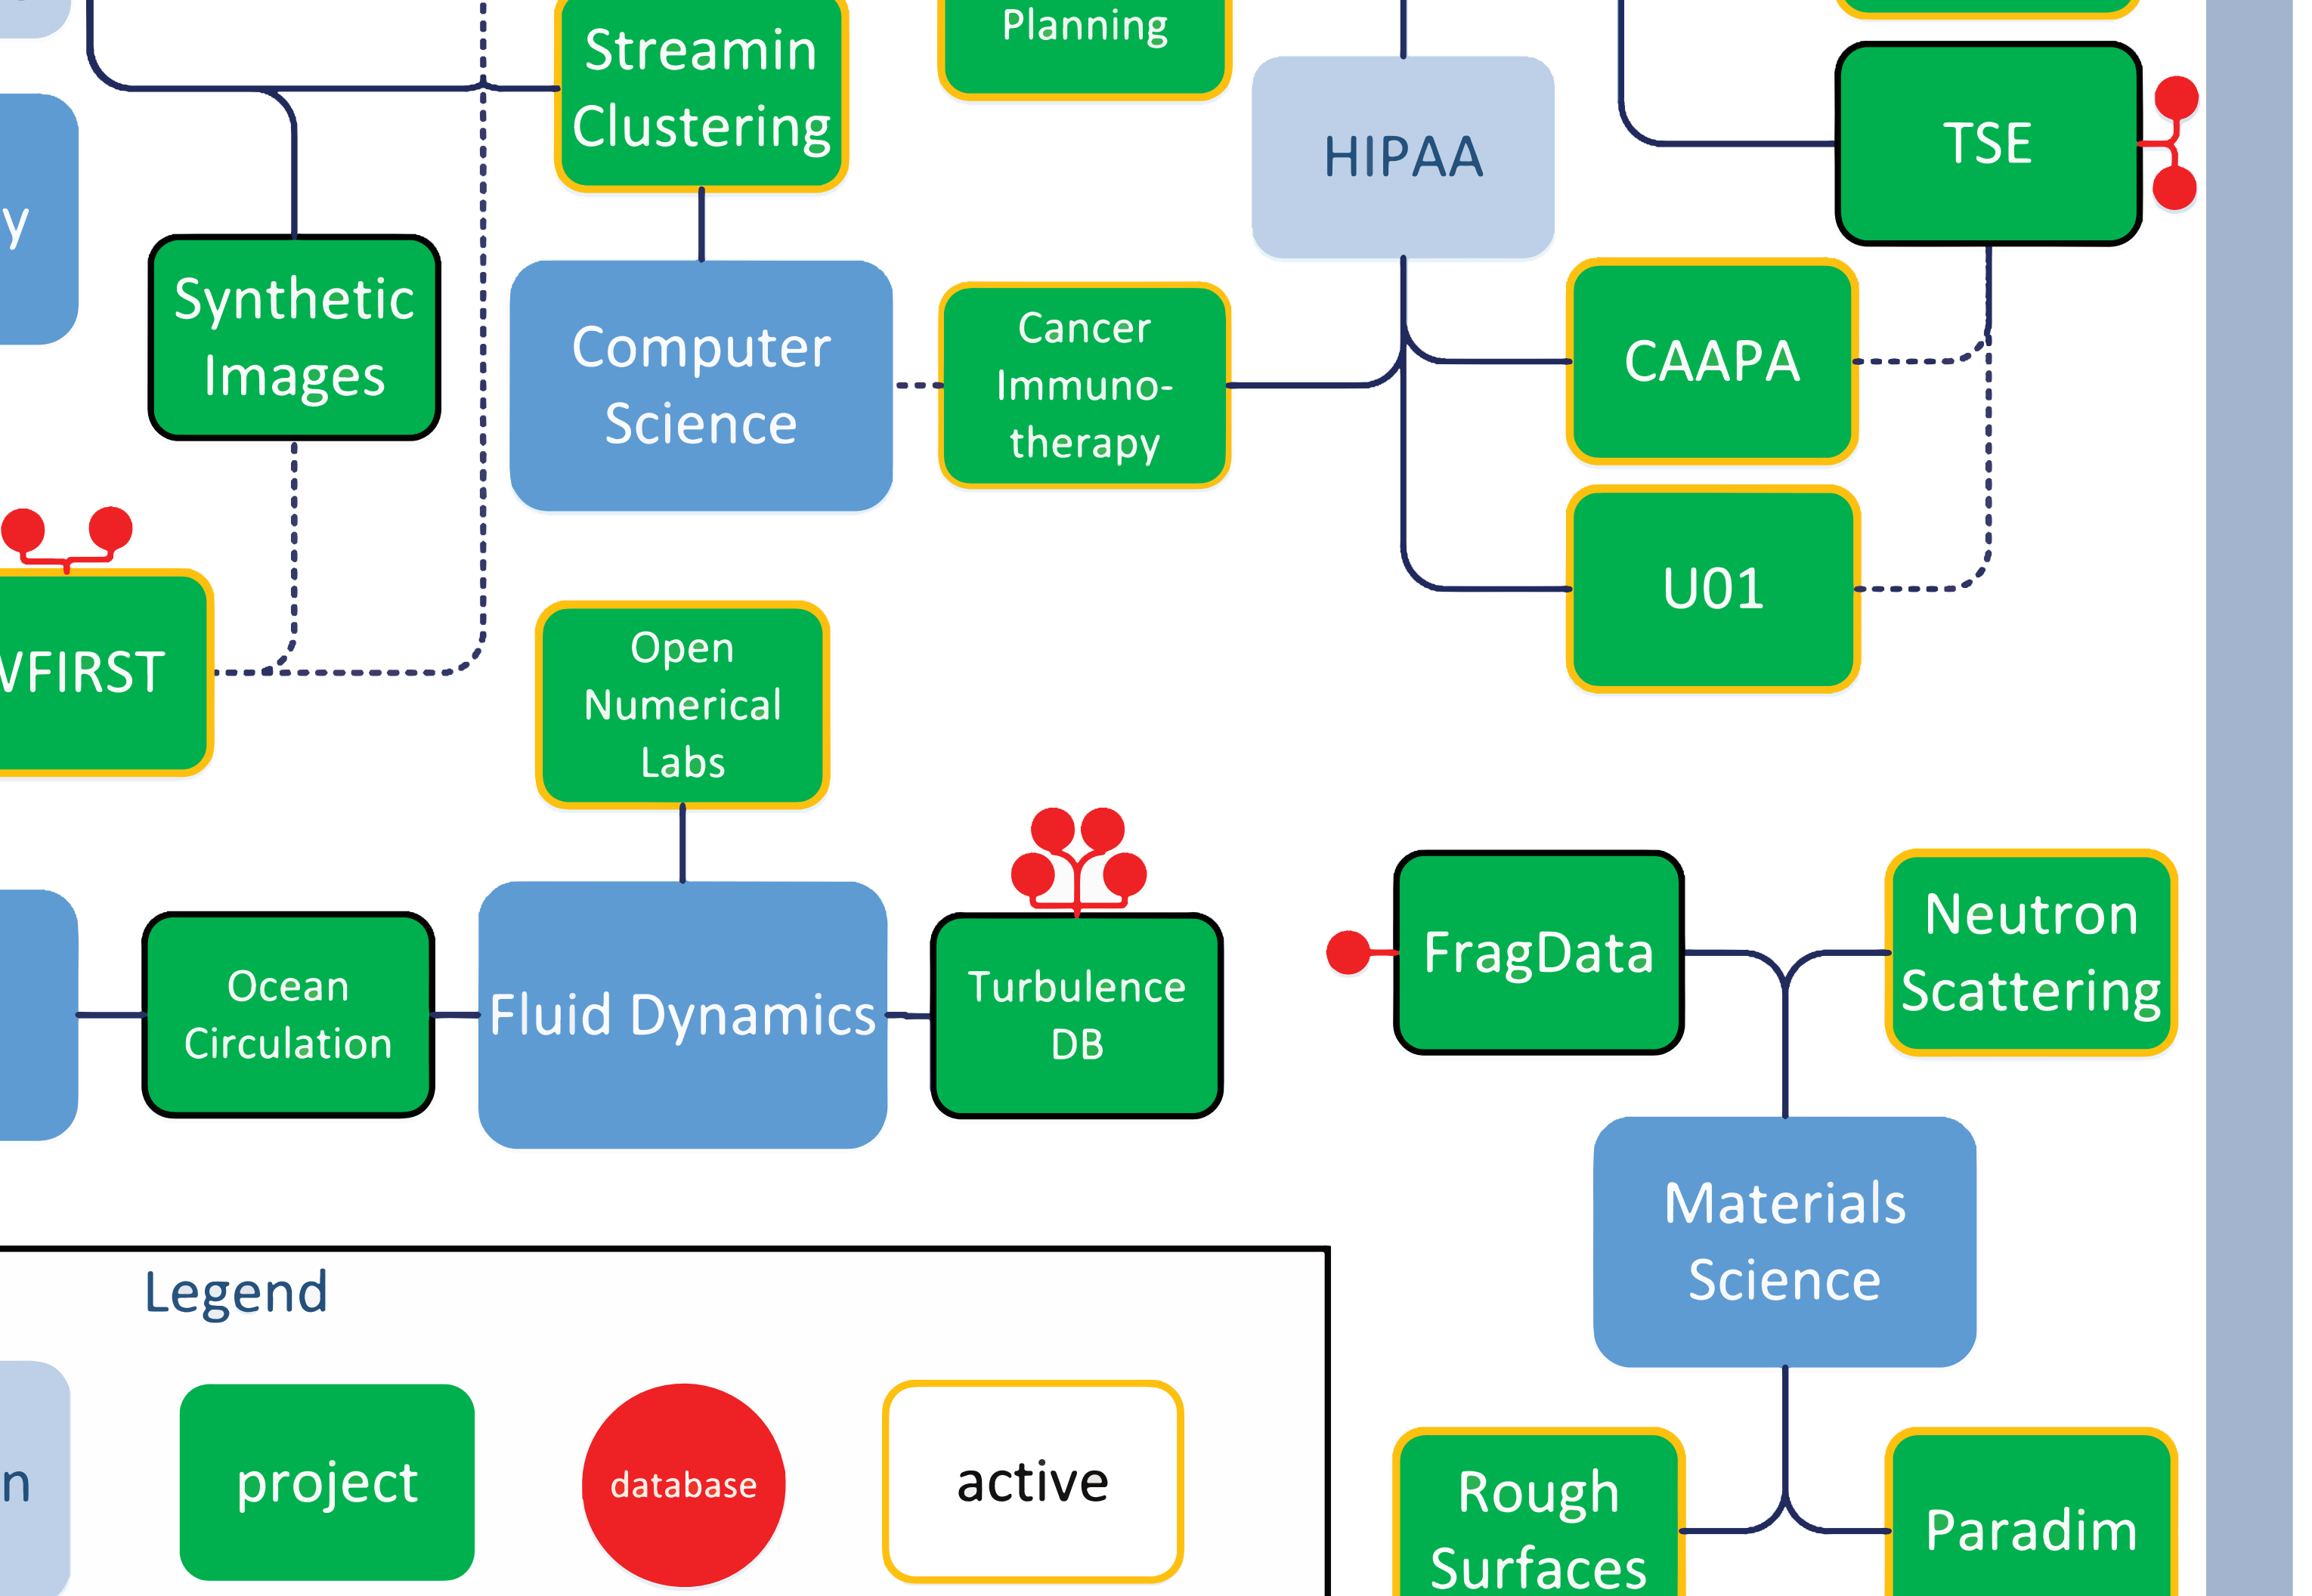 Planning
Streamin
Clustering
HIPAA
TSE
y
Synthetic
Images
Computer
Science
Cancer
Immuno-
therapy
CAAPA
U01
WFIRST
Open
Numerical
Labs
Ocean
Circulation
Fluid Dynamics
Turbulence
DB
FragData
Neutron
Scattering
Materials
Science
Legend
n
project
database
active
Rough
Surfaces
Paradim